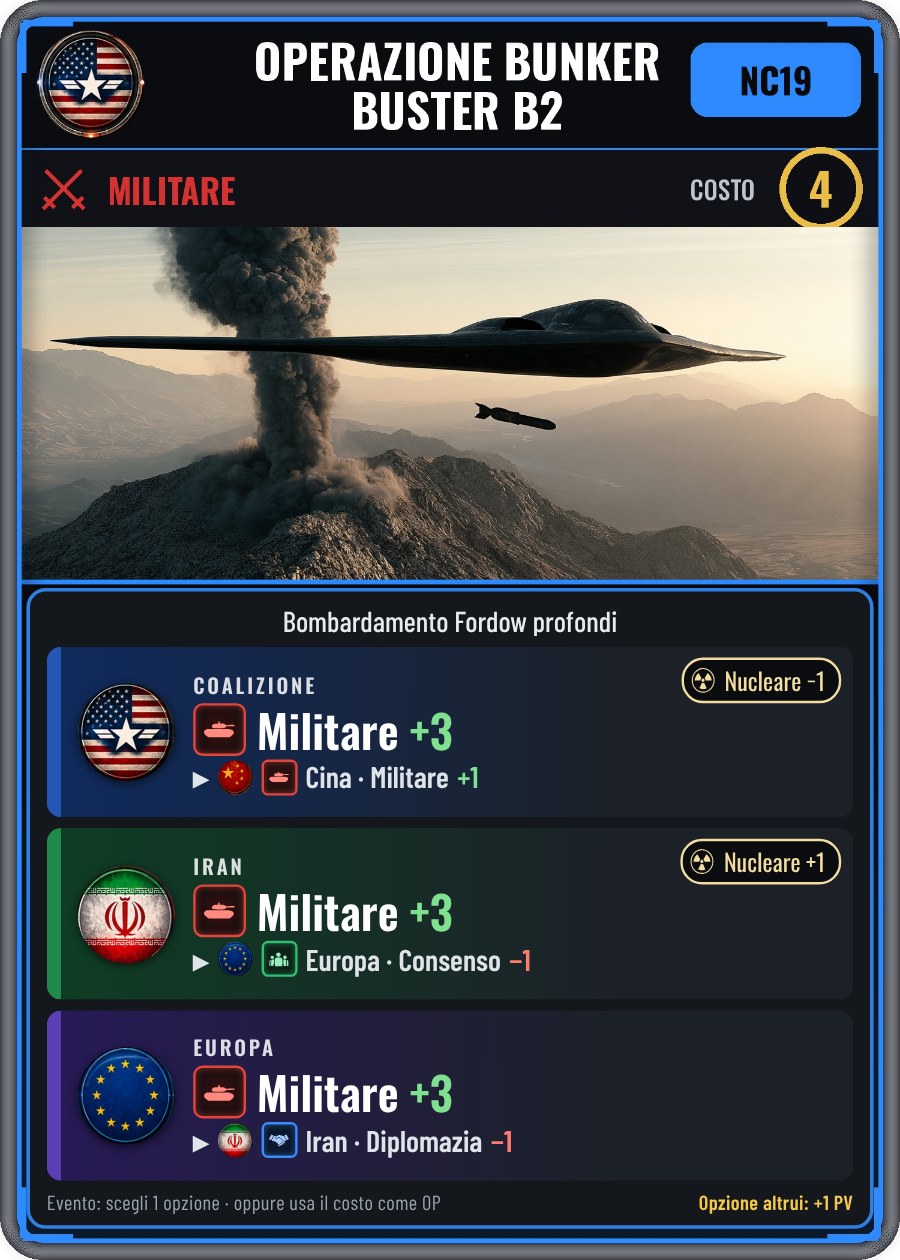 OPERAZIONE BUNKER
BUSTER B2
NC19
MILITARE
COSTO
4
Bombardamento Fordow profondi
COALIZIONE
Nucleare −1
Militare +3
▶ Cina · Militare +1
IRAN
Nucleare +1
Militare +3
▶ Europa · Consenso −1
EUROPA
Militare +3
▶ Iran · Diplomazia −1
Evento: scegli 1 opzione · oppure usa il costo come OP
Opzione altrui: +1 PV